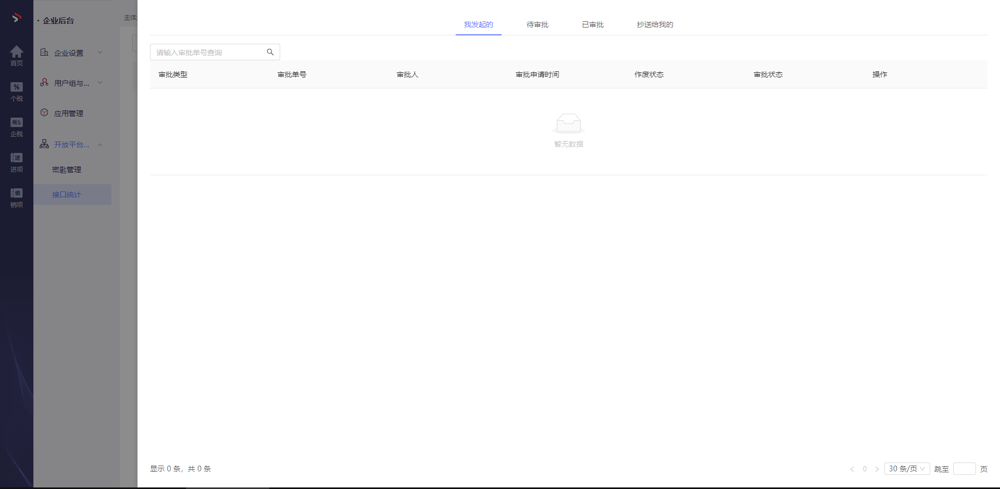 企业后台
首页
个税
税
企税
进
进项
销
销项
企业设置
用户组与...
应用管理
开放平台...
密匙管理
接口统计
主体
我发起的 待审批 已审批 抄送给我的
请输入审批单号查询
审批类型 审批单号 审批人 审批申请时间 作废状态 审批状态 操作
暂无数据
显示 0 条，共 0 条
0 30 条/页 跳至 页